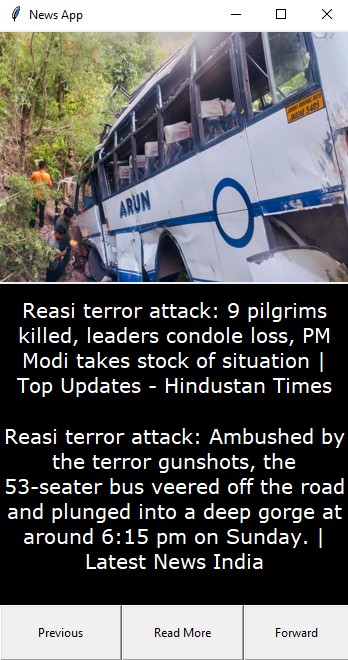 News App
ARUN
Reasi terror attack: 9 pilgrims
killed, leaders condole loss, PM
Modi takes stock of situation |
Top Updates - Hindustan Times
Reasi terror attack: Ambushed by
the terror gunshots, the
53-seater bus veered off the road
and plunged into a deep gorge at
around 6:15 pm on Sunday. |
Latest News India
Previous
Read More
Forward